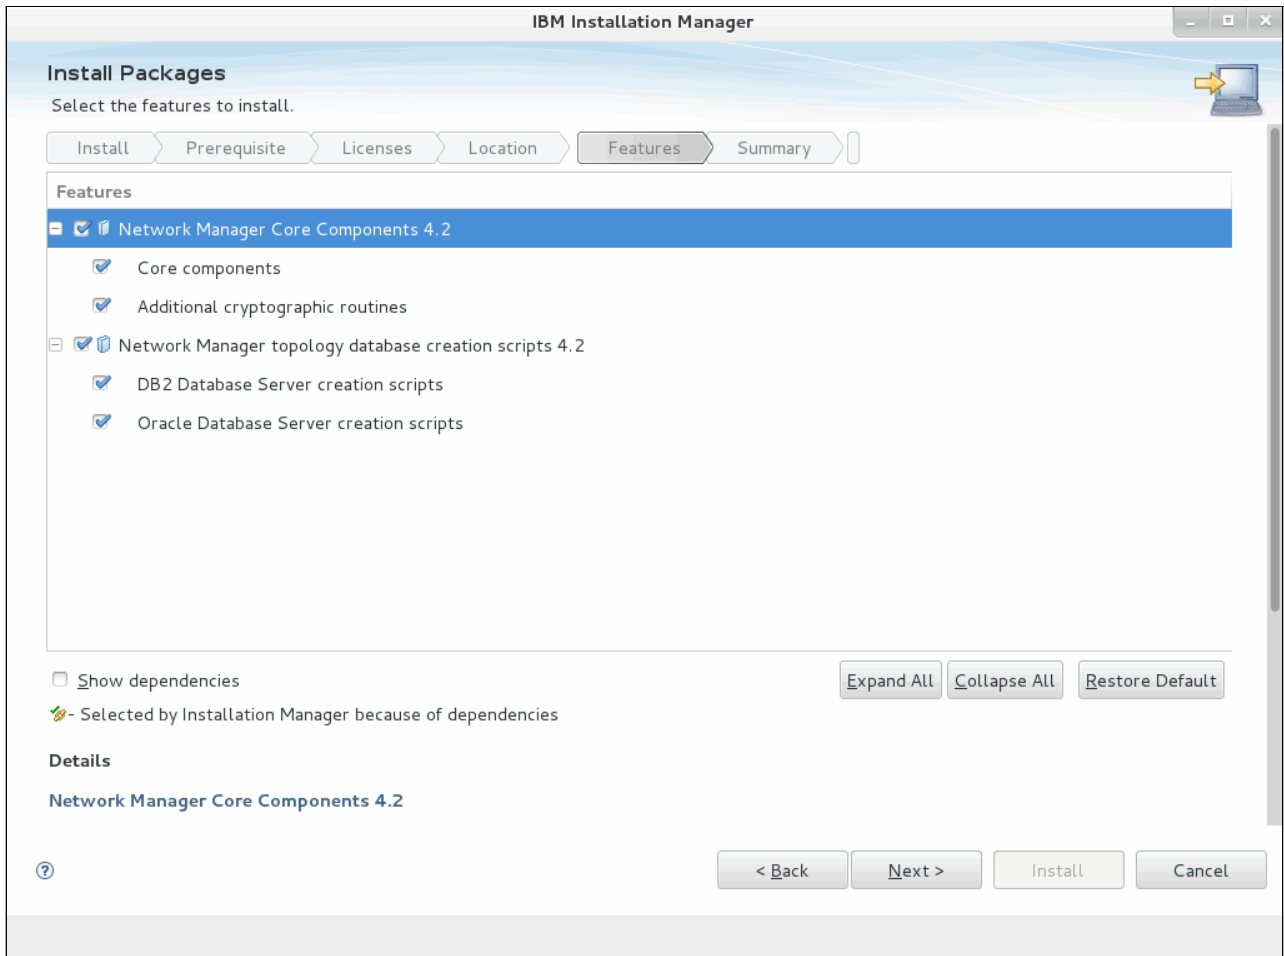 IBM Installation Manager
Install Packages
Select the features to install.
Install Prerequisite Licenses Location Features Summary
Features
Network Manager Core Components 4.2
Core components
Additional cryptographic routines
Network Manager topology database creation scripts 4.2
DB2 Database Server creation scripts
Oracle Database Server creation scripts
Show dependencies Expand All Collapse All Restore Default
- Selected by Installation Manager because of dependencies
Details
Network Manager Core Components 4.2
? < Back Next > Install Cancel